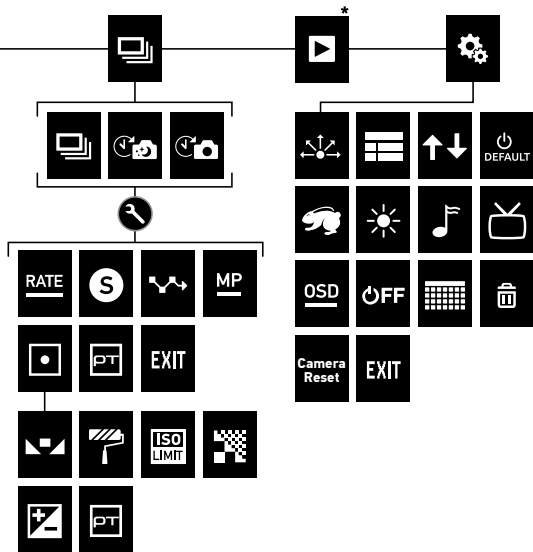 *
DEFAULT
RATE
S
MP
OSD
OFF
PT
EXIT
Camera
Reset
EXIT
ISO
LIMIT
PT